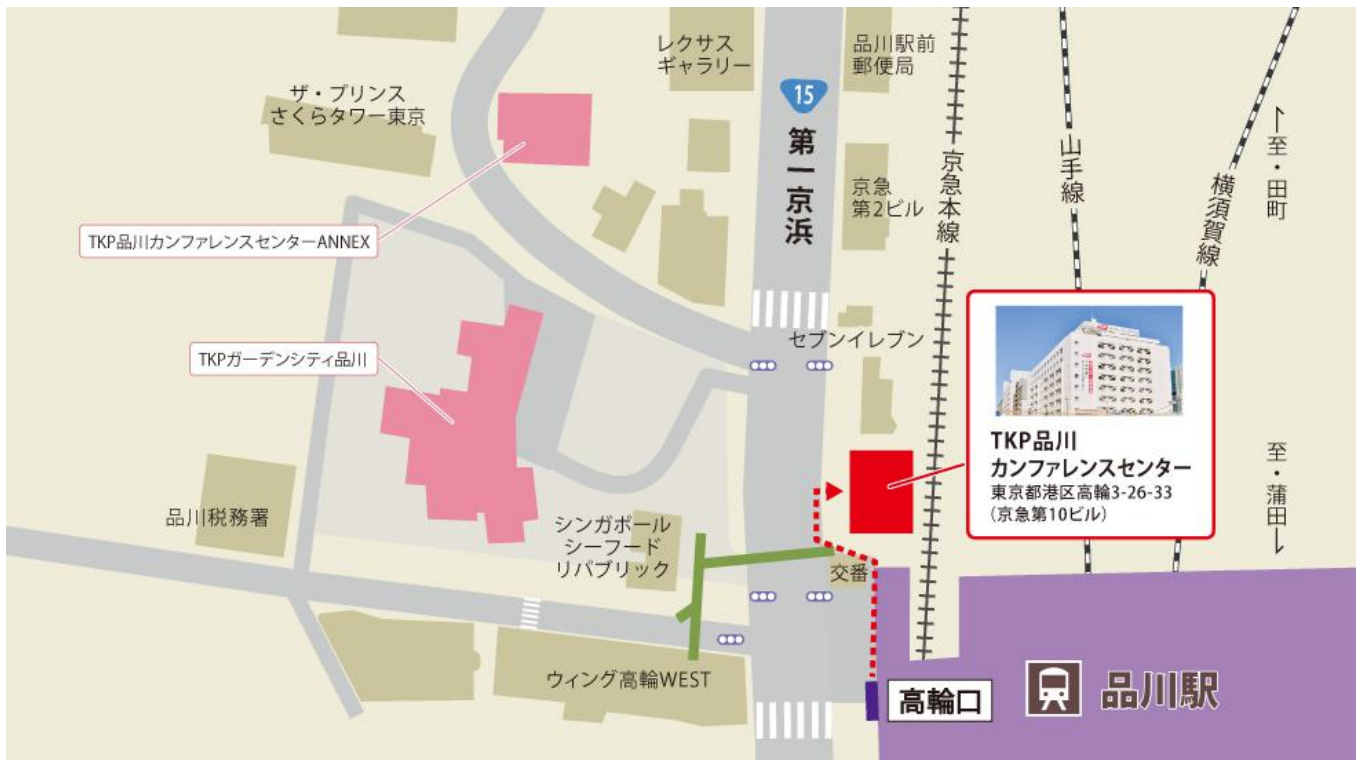 レクサス
ギャラリー
品川駅前
郵便局
15
第一京浜
ザ・プリンス
さくらタワー東京
京急
第2ビル
京急本線
山手線
横須賀線
↑至・田町
TKP品川カンファレンスセンターANNEX
セブンイレブン
TKPガーデンシティ品川
TKP品川
カンファレンスセンター
東京都港区高輪3-26-33
(京急第10ビル)
至・蒲田↓
品川税務署
シンガポール
シーフード
リパブリック
交番
ウィング高輪WEST
高輪口
品川駅